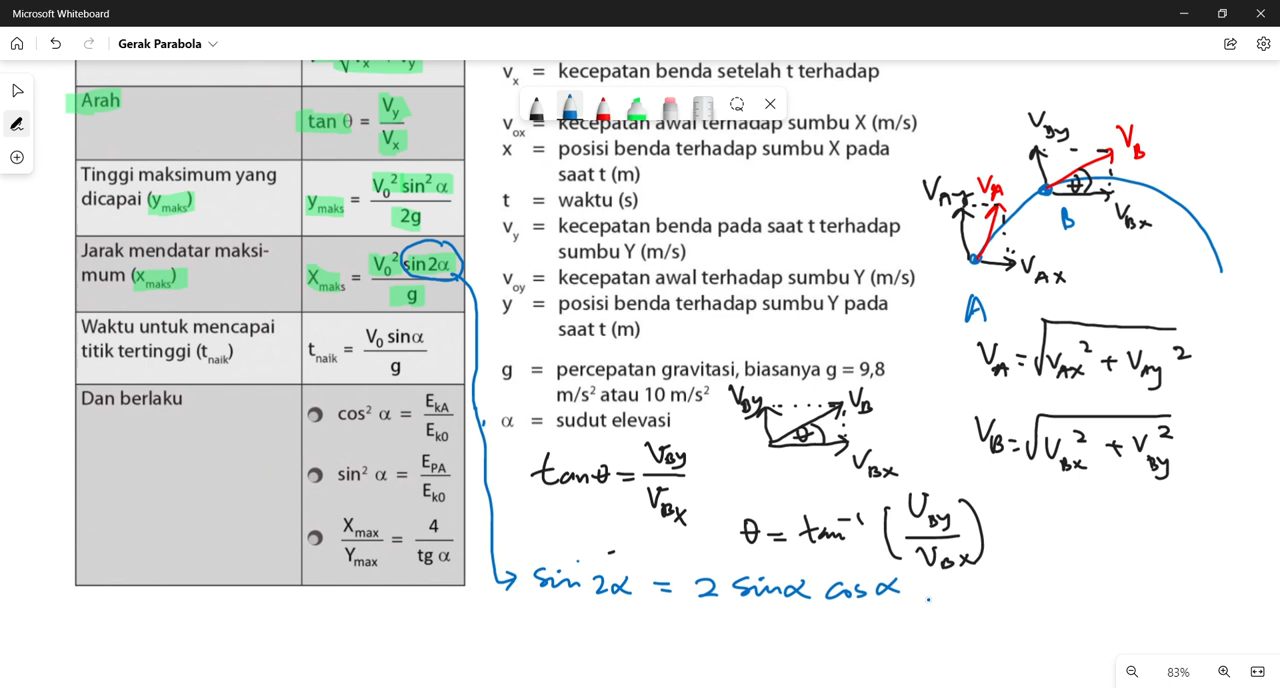 Microsoft Whiteboard
Gerak Parabola
Arah
tan θ = Vy / Vx
Tinggi maksimum yang
dicapai (ymaks)
ymaks = V0² sin² α / 2g
Jarak mendatar maksi-
mum (xmaks)
Xmaks = V0² sin2α / g
Waktu untuk mencapai
titik tertinggi (tnaik)
tnaik = V0 sinα / g
Dan berlaku
cos² α = EkA / Ek0
sin² α = EPA / Ek0
Xmax / Ymax = 4 / tg α
vx = kecepatan benda setelah t terhadap
vox = kecepatan awal terhadap sumbu X (m/s)
x = posisi benda terhadap sumbu X pada
saat t (m)
t = waktu (s)
vy = kecepatan benda pada saat t terhadap
sumbu Y (m/s)
voy = kecepatan awal terhadap sumbu Y (m/s)
y = posisi benda terhadap sumbu Y pada
saat t (m)
g = percepatan gravitasi, biasanya g = 9,8
m/s² atau 10 m/s²
α = sudut elevasi
VBy
VB
θ
VBx
tanθ = VBy / VBx
θ = tan⁻¹ (VBy / VBx)
sin 2α = 2 sinα cosα
VBy
VB
VAy
VA
θ
B
VBx
VAx
A
VA = √VAx² + VAy²
VB = √VBx² + VBy²
83%